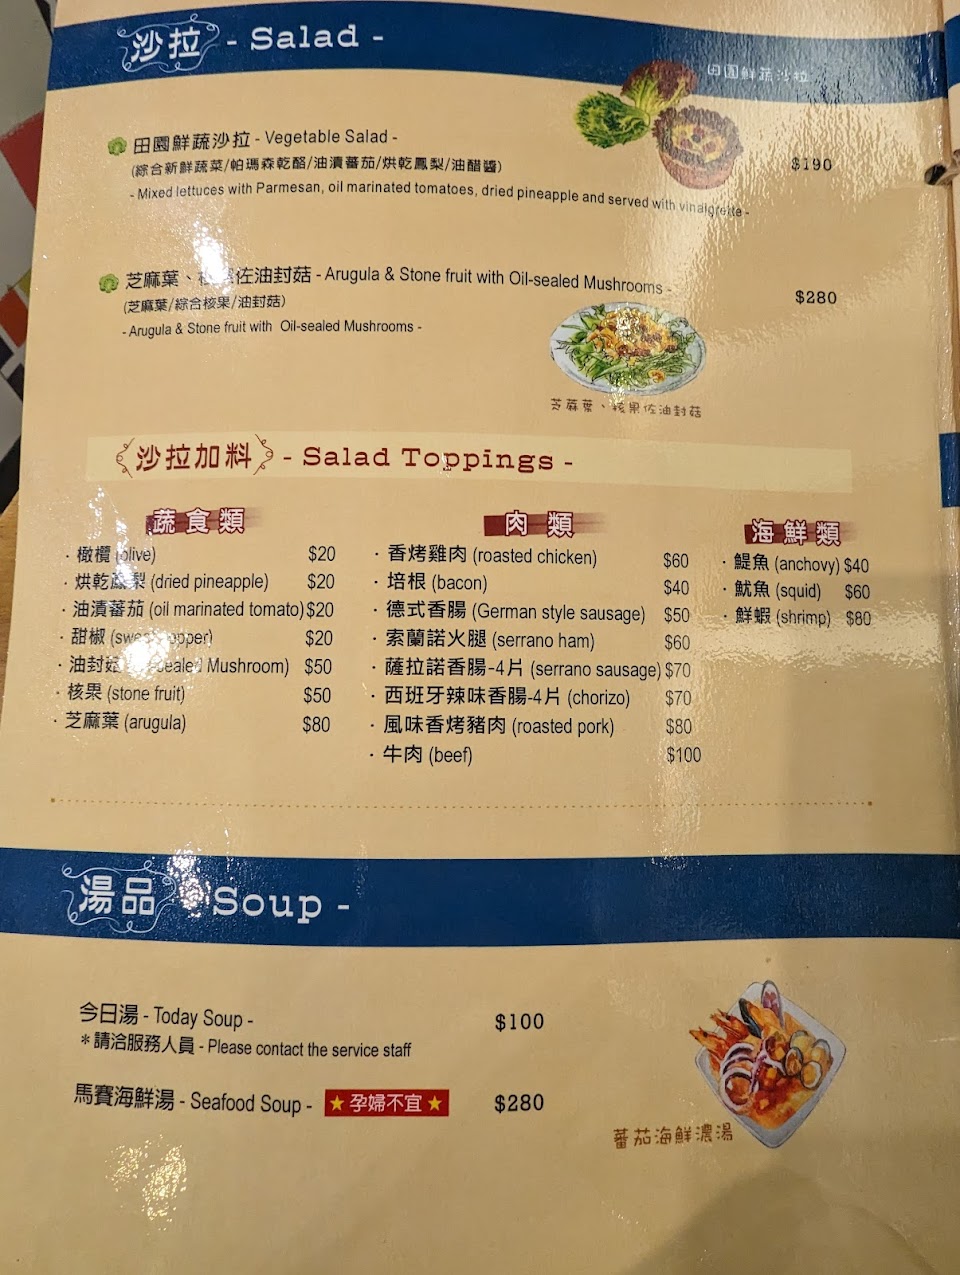 沙拉 - Salad -
田園鮮蔬沙拉
田園鮮蔬沙拉 - Vegetable Salad -
$190
(綜合新鮮蔬菜/帕瑪森乾酪/油漬蕃茄/烘乾鳳梨/油醋醬)
- Mixed lettuces with Parmesan, oil marinated tomatoes, dried pineapple and served with vinaigrette -
芝麻葉、核果佐油封菇 - Arugula & Stone fruit with Oil-sealed Mushrooms -
$280
(芝麻葉/綜合核果/油封菇)
- Arugula & Stone fruit with Oil-sealed Mushrooms -
芝麻葉、核果佐油封菇
沙拉加料 - Salad Toppings -
蔬食類
· 橄欖 (olive) $20
· 烘乾鳳梨 (dried pineapple) $20
· 油漬蕃茄 (oil marinated tomato) $20
· 甜椒 $20
· 油封菇 Mushroom) $50
· 核果 (stone fruit) $50
· 芝麻葉 (arugula) $80
肉類
· 香烤雞肉 (roasted chicken) $60
· 培根 (bacon) $40
· 德式香腸 (German style sausage) $50
· 索蘭諾火腿 (serrano ham) $60
· 薩拉諾香腸-4片 (serrano sausage) $70
· 西班牙辣味香腸-4片 (chorizo) $70
· 風味香烤豬肉 (roasted pork) $80
· 牛肉 (beef) $100
海鮮類
· 鯷魚 (anchovy) $40
· 魷魚 (squid) $60
· 鮮蝦 (shrimp) $80
湯品 - Soup -
今日湯 - Today Soup - $100
*請洽服務人員 - Please contact the service staff
馬賽海鮮湯 - Seafood Soup - ★孕婦不宜★ $280
蕃茄海鮮濃湯